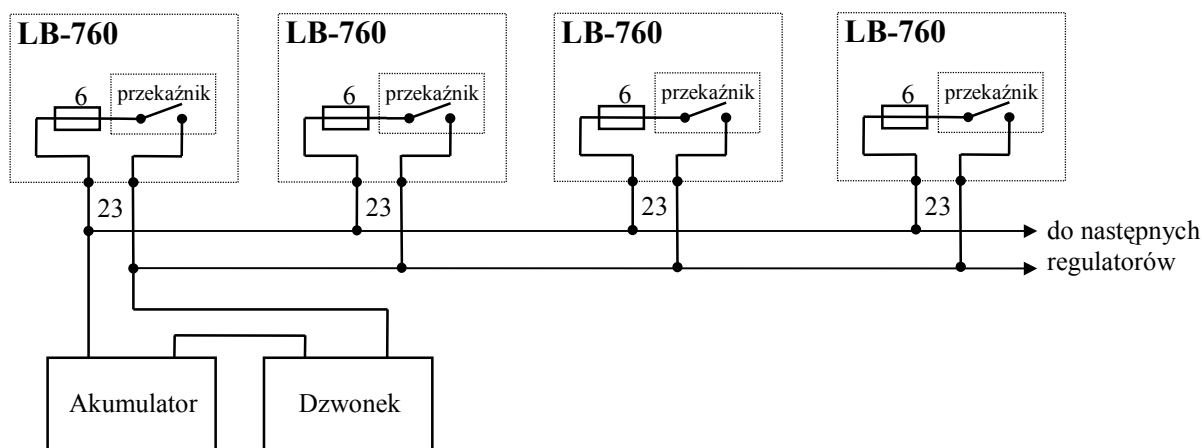 LB-760 LB-760 LB-760 LB-760
6 przekaźnik 6 przekaźnik 6 przekaźnik 6 przekaźnik
23 23 23 23
do następnych
regulatorów
Akumulator Dzwonek